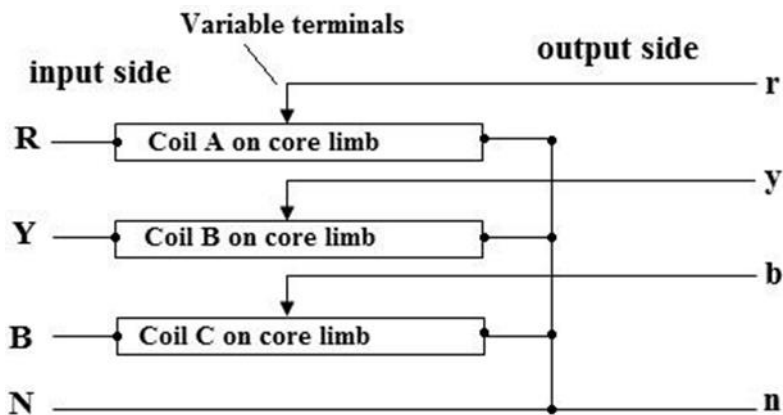 Variable terminals
input side
output side
r
R
Coil A on core limb
y
Y
Coil B on core limb
b
B
Coil C on core limb
N
n